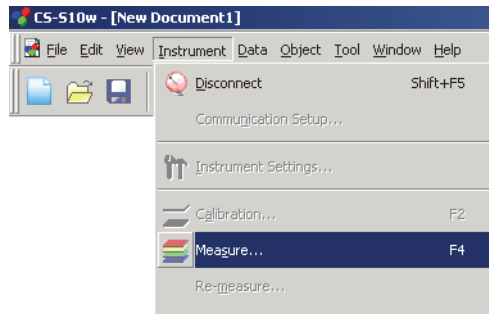 CS-S10w - [New Document1]
File Edit View Instrument Data Object Tool Window Help
Disconnect Shift+F5
Communication Setup...
Instrument Settings...
Calibration... F2
Measure... F4
Re-measure...